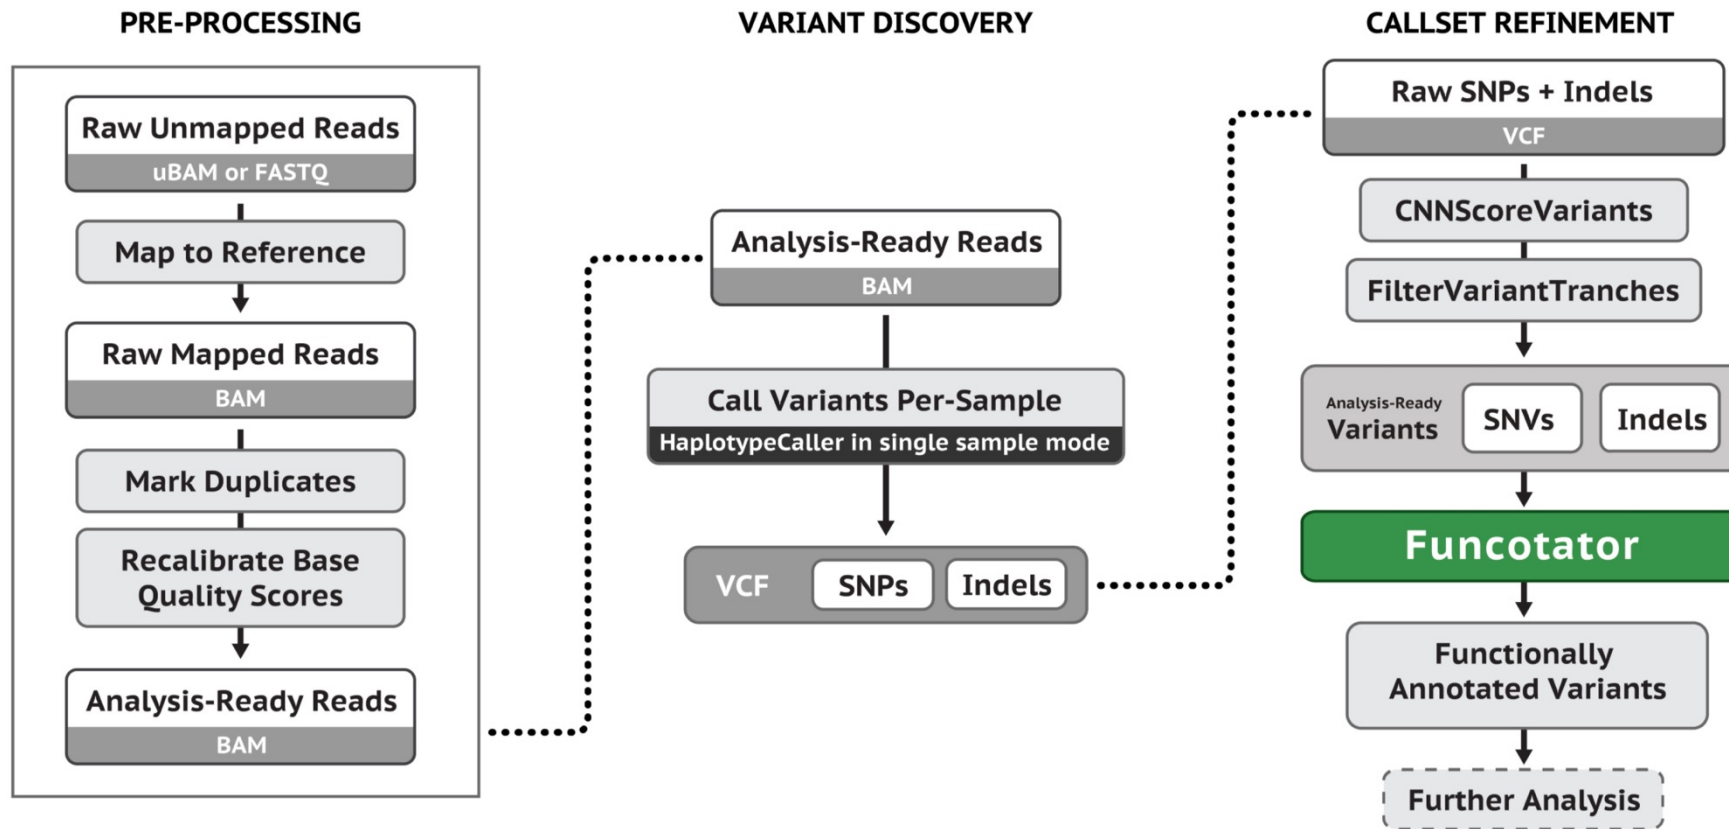 PRE-PROCESSING
Raw Unmapped Reads
uBAM or FASTQ
Map to Reference
Raw Mapped Reads
BAM
Mark Duplicates
Recalibrate Base
Quality Scores
Analysis-Ready Reads
BAM
VARIANT DISCOVERY
Analysis-Ready Reads
BAM
Call Variants Per-Sample
HaplotypeCaller in single sample mode
VCF SNPs Indels
CALLSET REFINEMENT
Raw SNPs + Indels
VCF
CNNScoreVariants
FilterVariantTranches
Analysis-Ready
Variants SNVs Indels
Funcotator
Functionally
Annotated Variants
Further Analysis